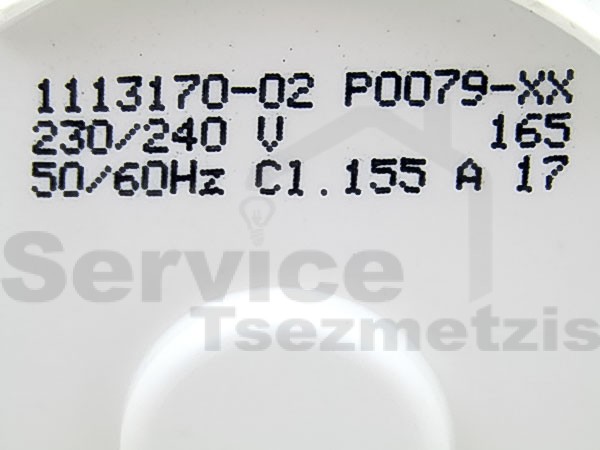 1113170-02 P0079-XX
230/240 V 165
50/60Hz C1.155 A 17
Service
Tsezmetzis